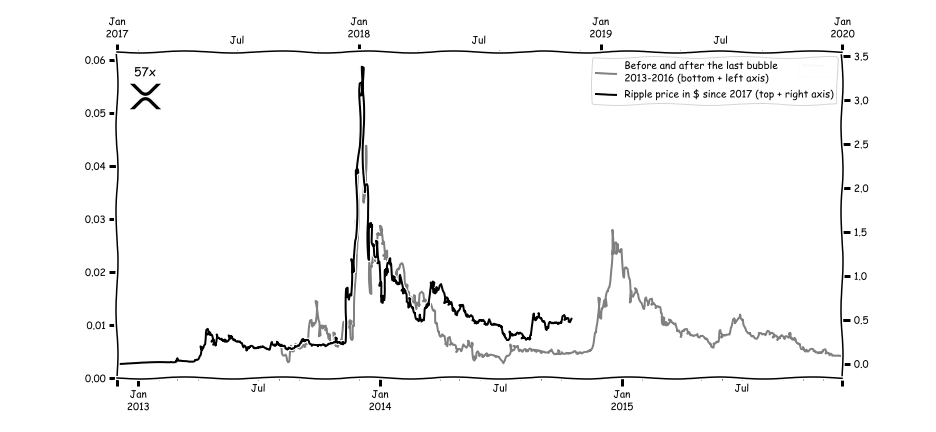 Jan Jan Jan Jan
2017 2018 2019 2020
Jul Jul Jul
0.06 3.5
57x
Before and after the last bubble
2013-2016 (bottom + left axis)
Ripple price in $ since 2017 (top + right axis)
3.0
0.05
2.5
0.04
2.0
0.03
1.5
0.02
1.0
0.01
0.5
0.0
0.00
Jul Jul Jul
Jan Jan Jan
2013 2014 2015